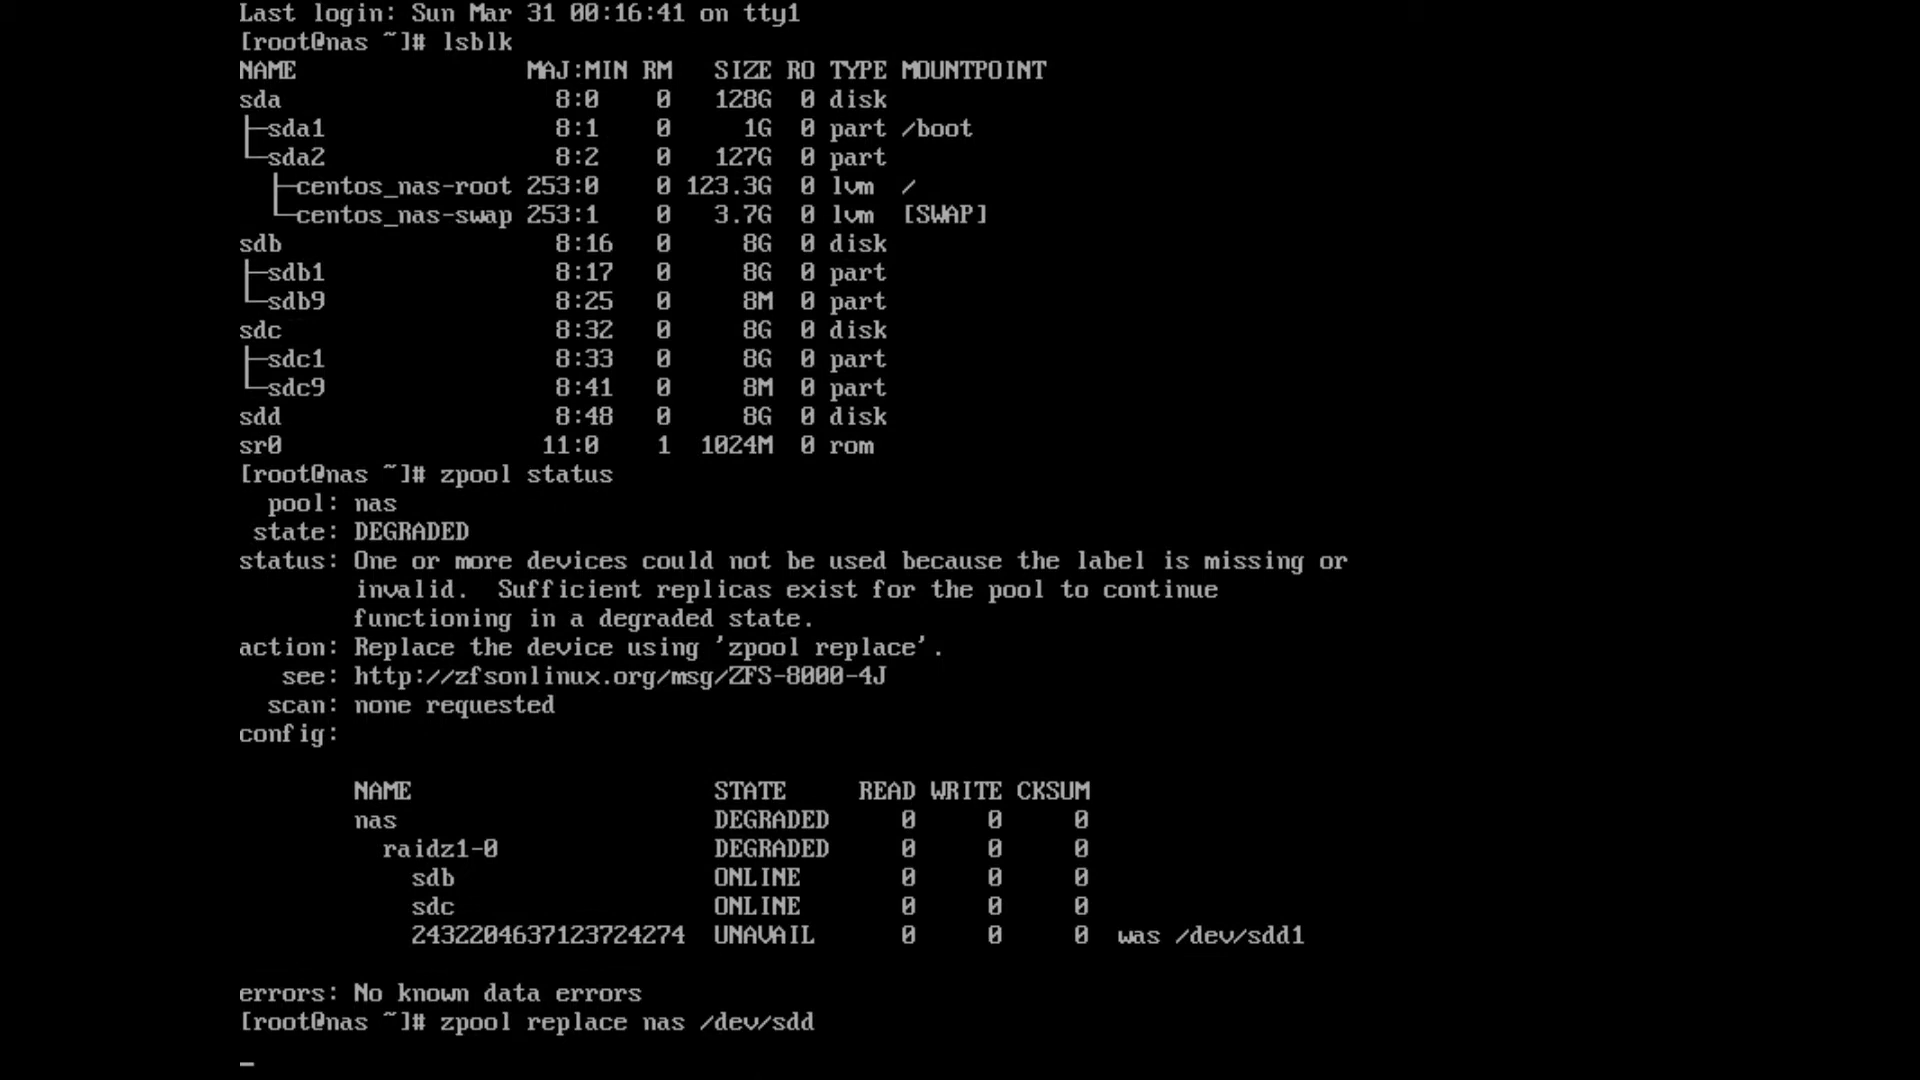 Last login: Sun Mar 31 00:16:41 on tty1
[root@nas ~]# lsblk
NAME                MAJ:MIN RM   SIZE RO TYPE MOUNTPOINT
sda                   8:0    0   128G  0 disk
├─sda1                8:1    0     1G  0 part /boot
└─sda2                8:2    0   127G  0 part
  ├─centos_nas-root 253:0    0 123.3G  0 lvm  /
  └─centos_nas-swap 253:1    0   3.7G  0 lvm  [SWAP]
sdb                   8:16   0     8G  0 disk
├─sdb1                8:17   0     8G  0 part
└─sdb9                8:25   0     8M  0 part
sdc                   8:32   0     8G  0 disk
├─sdc1                8:33   0     8G  0 part
└─sdc9                8:41   0     8M  0 part
sdd                   8:48   0     8G  0 disk
sr0                  11:0    1  1024M  0 rom
[root@nas ~]# zpool status
  pool: nas
 state: DEGRADED
status: One or more devices could not be used because the label is missing or
        invalid.  Sufficient replicas exist for the pool to continue
        functioning in a degraded state.
action: Replace the device using 'zpool replace'.
   see: http://zfsonlinux.org/msg/ZFS-8000-4J
  scan: none requested
config:
        NAME                     STATE     READ WRITE CKSUM
        nas                      DEGRADED     0     0     0
          raidz1-0               DEGRADED     0     0     0
            sdb                  ONLINE       0     0     0
            sdc                  ONLINE       0     0     0
            2432204637123724274  UNAVAIL      0     0     0  was /dev/sdd1
errors: No known data errors
[root@nas ~]# zpool replace nas /dev/sdd
_